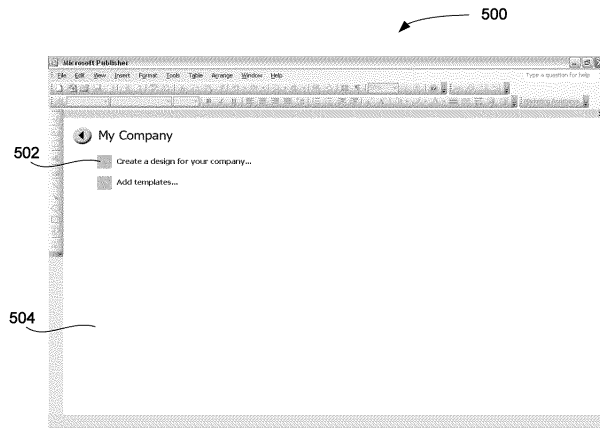 500
Microsoft Publisher
File Edit View Insert Format Tools Table Arrange Window Help
Type a question for help
My Company
502
Create a design for your company...
Add templates...
504